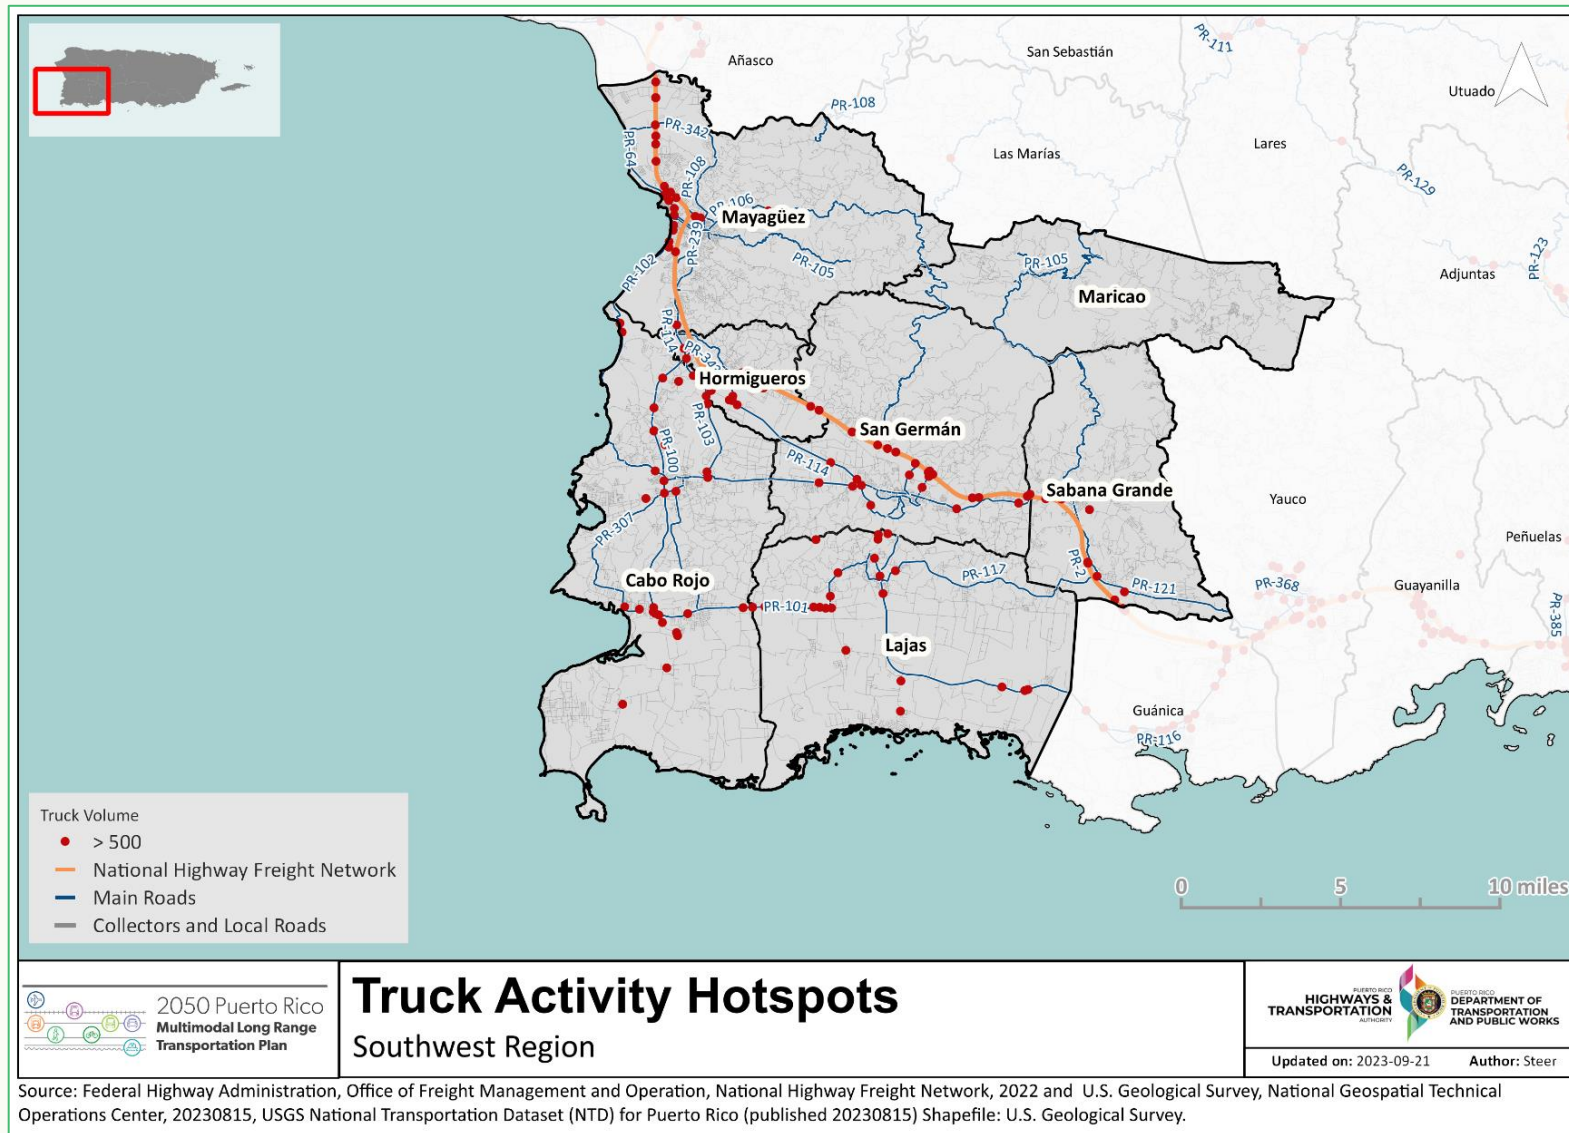 Añasco
San Sebastián
PR-111
Utuado
PR-108
Las Marías
Lares
PR-342
PR-64
PR-108
PR-129
PR-106
Mayagüez
PR-239
PR-105
PR-102
PR-105
PR-123
Adjuntas
Maricao
PR-114
PR-343
Hormigueros
PR-103
San Germán
PR-100
PR-114
Sabana Grande
Yauco
PR-307
Peñuelas
Cabo Rojo
PR-117
PR-2
PR-121
PR-368
Guayanilla
PR-101
PR-385
Lajas
Guánica
PR-116
Truck Volume
> 500
National Highway Freight Network
Main Roads
Collectors and Local Roads
0 5 10 miles
2050 Puerto Rico
Multimodal Long Range
Transportation Plan
Truck Activity Hotspots
Southwest Region
PUERTO RICO
HIGHWAYS &
TRANSPORTATION
AUTHORITY
PUERTO RICO
DEPARTMENT OF
TRANSPORTATION
AND PUBLIC WORKS
Updated on: 2023-09-21 Author: Steer
Source: Federal Highway Administration, Office of Freight Management and Operation, National Highway Freight Network, 2022 and U.S. Geological Survey, National Geospatial Technical
Operations Center, 20230815, USGS National Transportation Dataset (NTD) for Puerto Rico (published 20230815) Shapefile: U.S. Geological Survey.